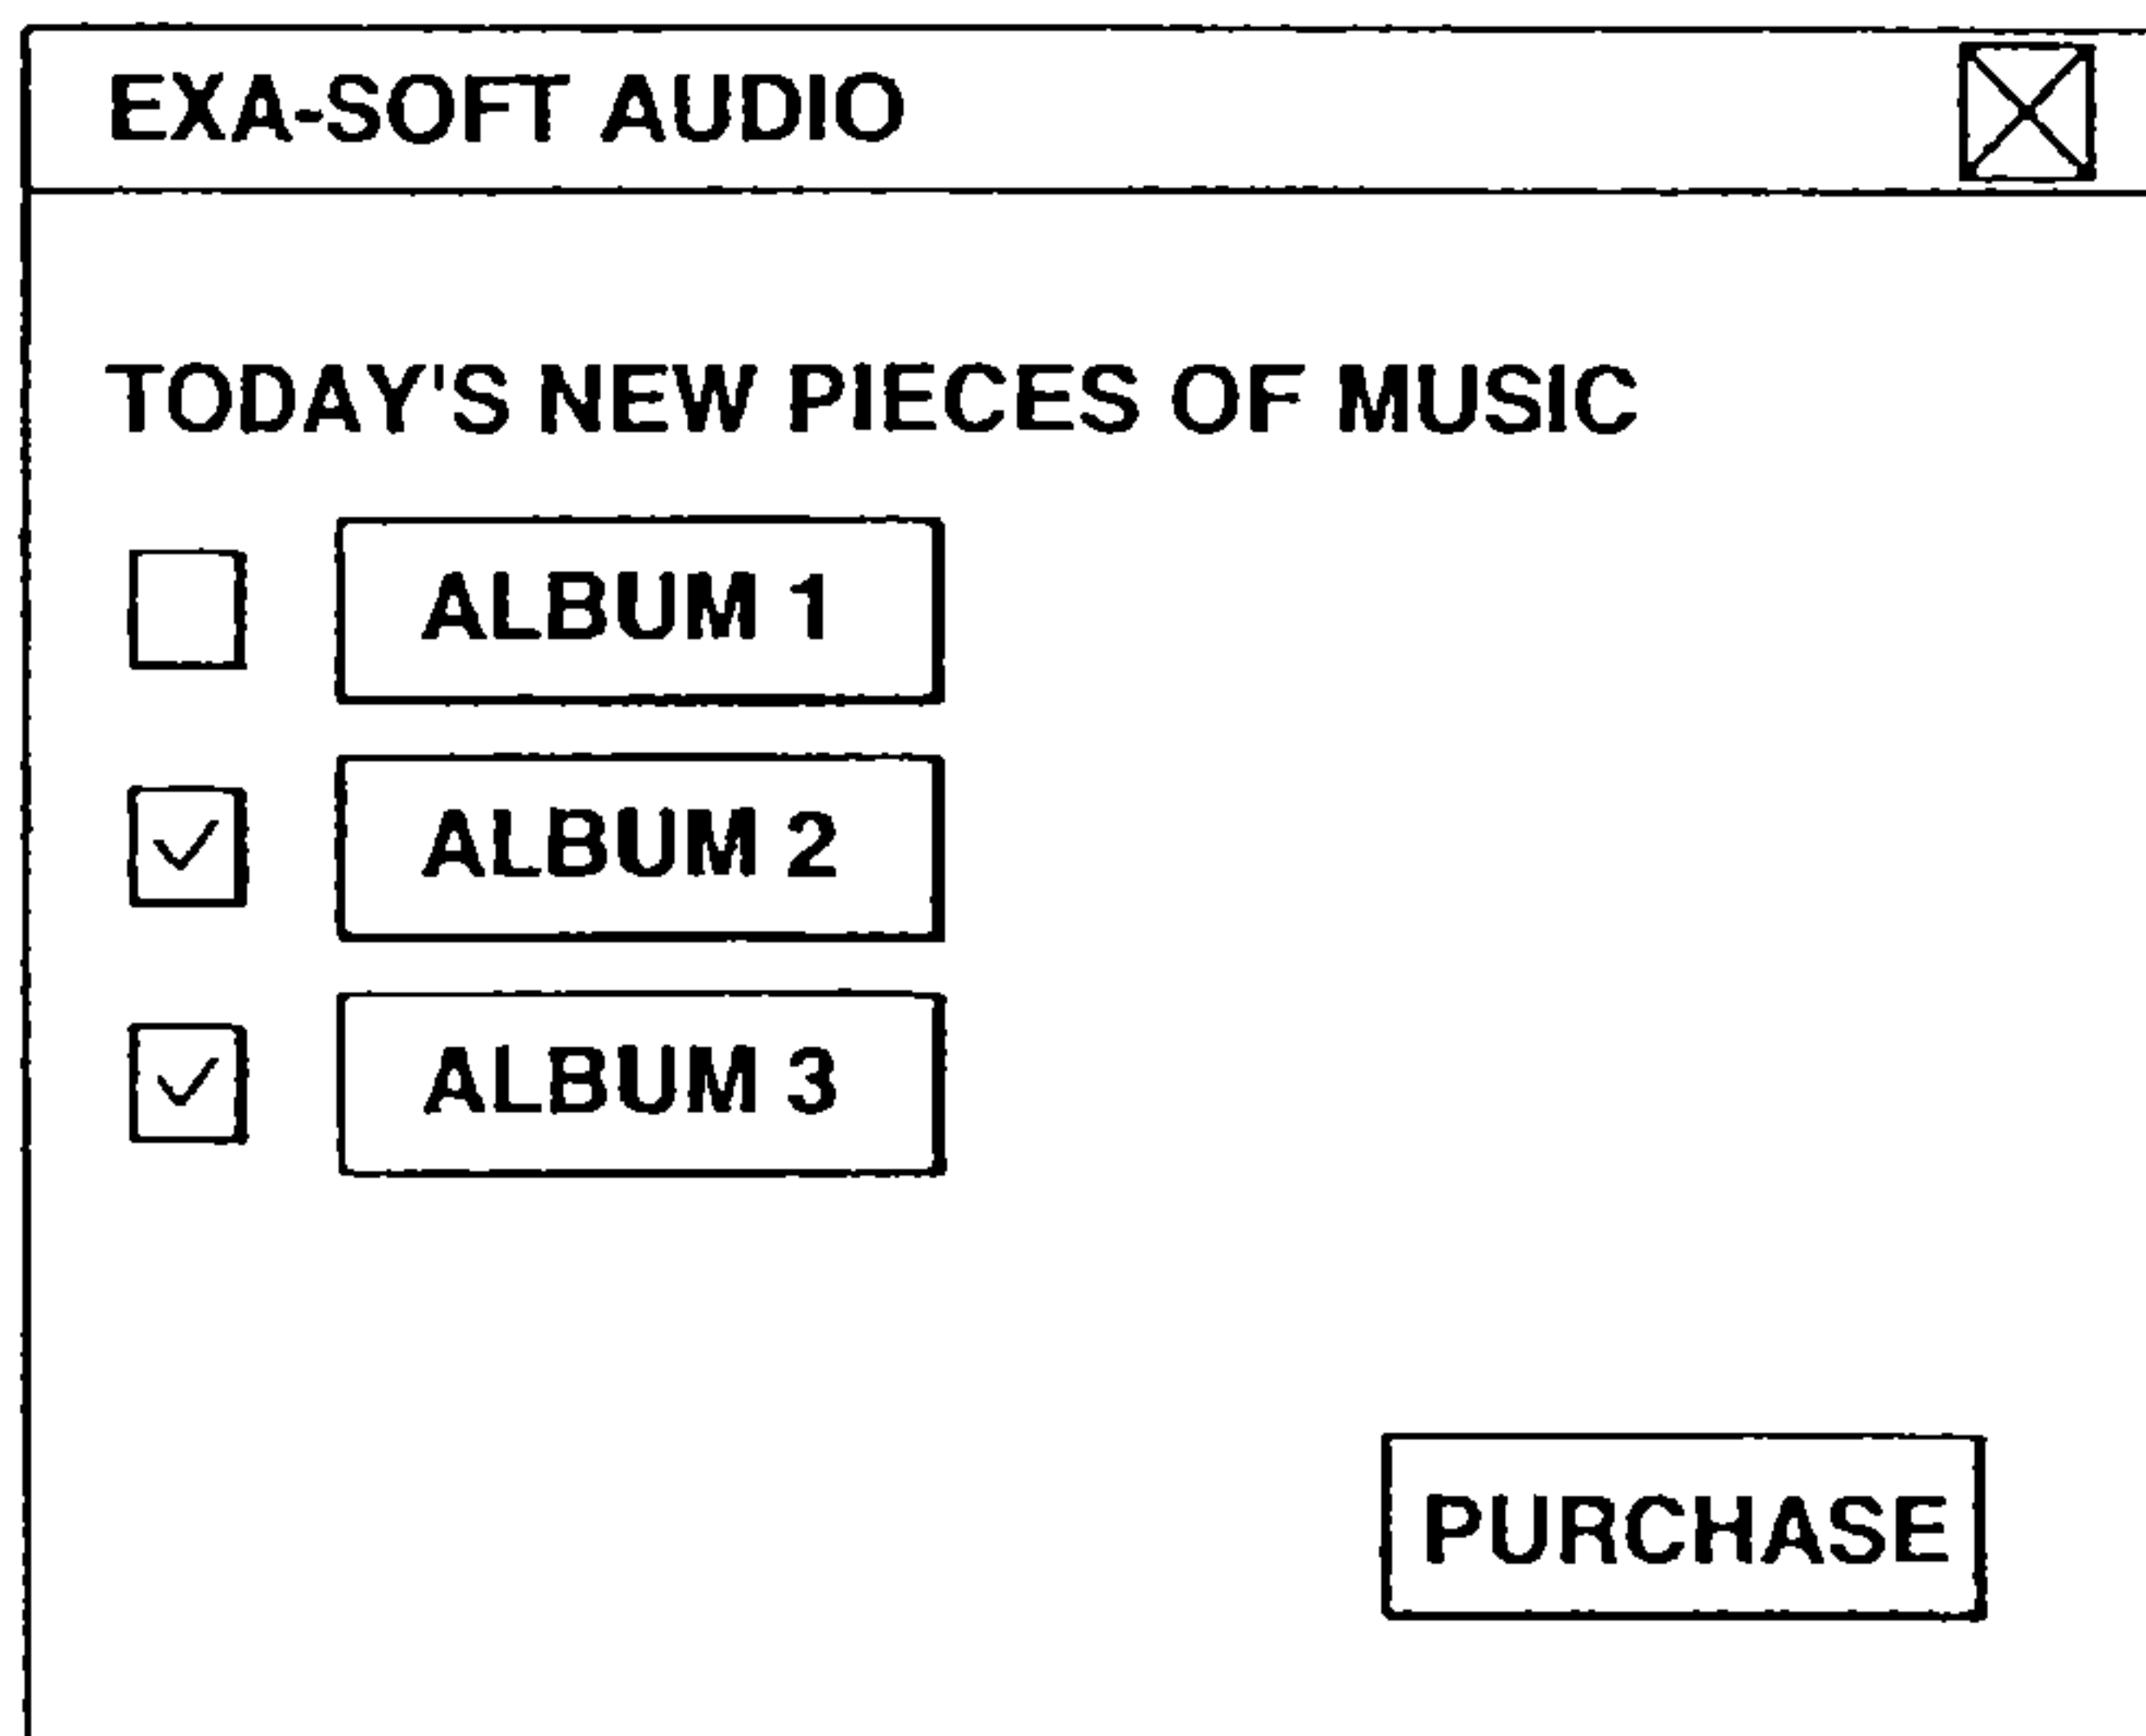 EXA-SOFT AUDIO
TODAY'S NEW PIECES OF MUSIC
ALBUM 1
ALBUM 2
ALBUM 3
PURCHASE